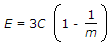 E = 3C (1 - 1/m)